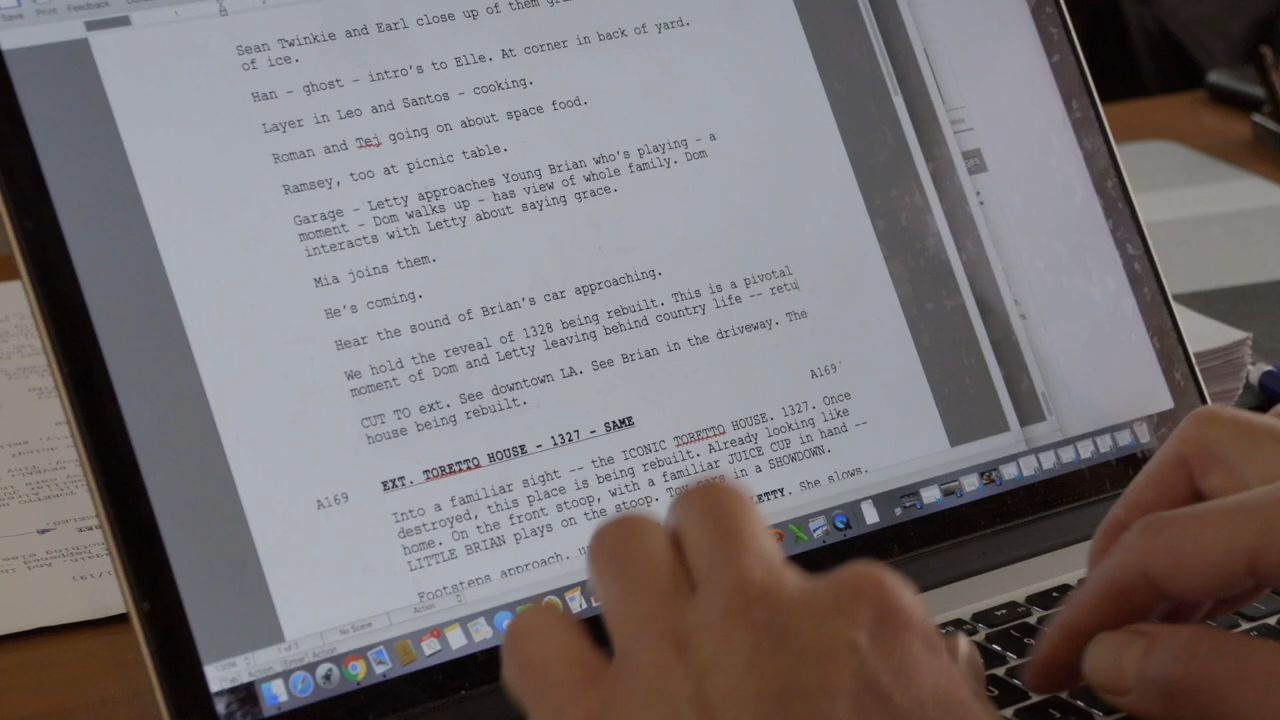 Save Print Feedback
Sean Twinkie and Earl close up of them
of ice.
Han - ghost - intro's to Elle. At corner in back of yard.
Layer in Leo and Santos - cooking.
Roman and Tej going on about space food.
Ramsey, too at picnic table.
Garage - Letty approaches Young Brian who's playing - a
moment - Dom walks up - has view of whole family. Dom
interacts with Letty about saying grace.
Mia joins them.
He's coming.
Hear the sound of Brian's car approaching.
We hold the reveal of 1328 being rebuilt. This is a pivotal
moment of Dom and Letty leaving behind country life -- retu
CUT TO ext. See downtown LA. See Brian in the driveway. The
house being rebuilt.
A169 EXT. TORETTO HOUSE - 1327 - SAME A169
Into a familiar sight -- the ICONIC TORETTO HOUSE. 1327. Once
destroyed, this place is being rebuilt. Already looking like
home. On the front stoop, with a familiar JUICE CUP in hand --
LITTLE BRIAN plays on the stoop. Toy cars in a SHOWDOWN.
LETTY. She slows.
Footsteps approach.
Action
No Scene